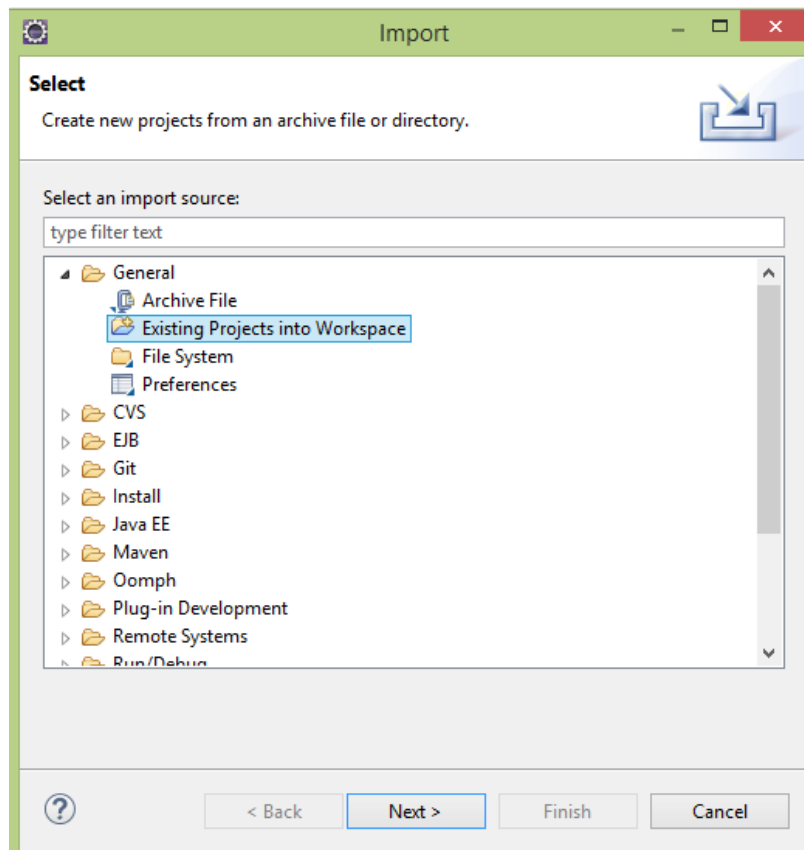 Import
Select
Create new projects from an archive file or directory.
Select an import source:
type filter text
General
Archive File
Existing Projects into Workspace
File System
Preferences
CVS
EJB
Git
Install
Java EE
Maven
Oomph
Plug-in Development
Remote Systems
Run/Debug
?
< Back
Next >
Finish
Cancel